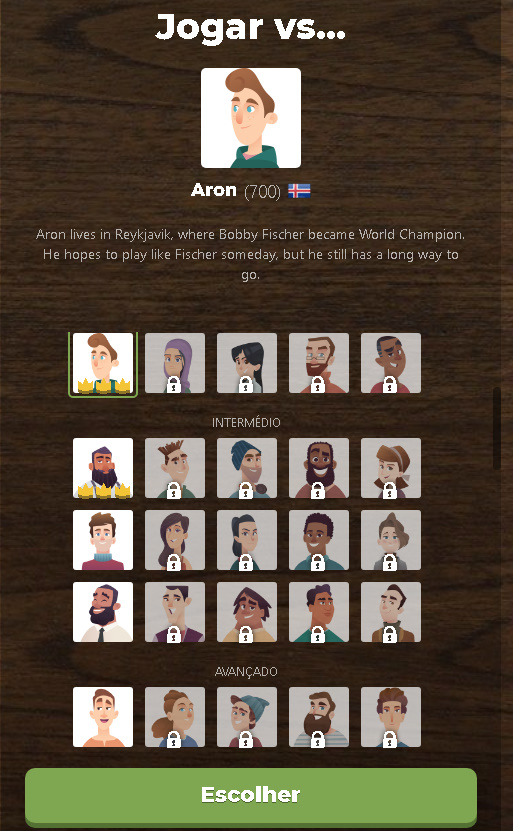 Jogar vs...
Aron (700)
Aron lives in Reykjavik, where Bobby Fischer became World Champion.
He hopes to play like Fischer someday, but he still has a long way to
go.
INTERMÉDIO
AVANÇADO
Escolher